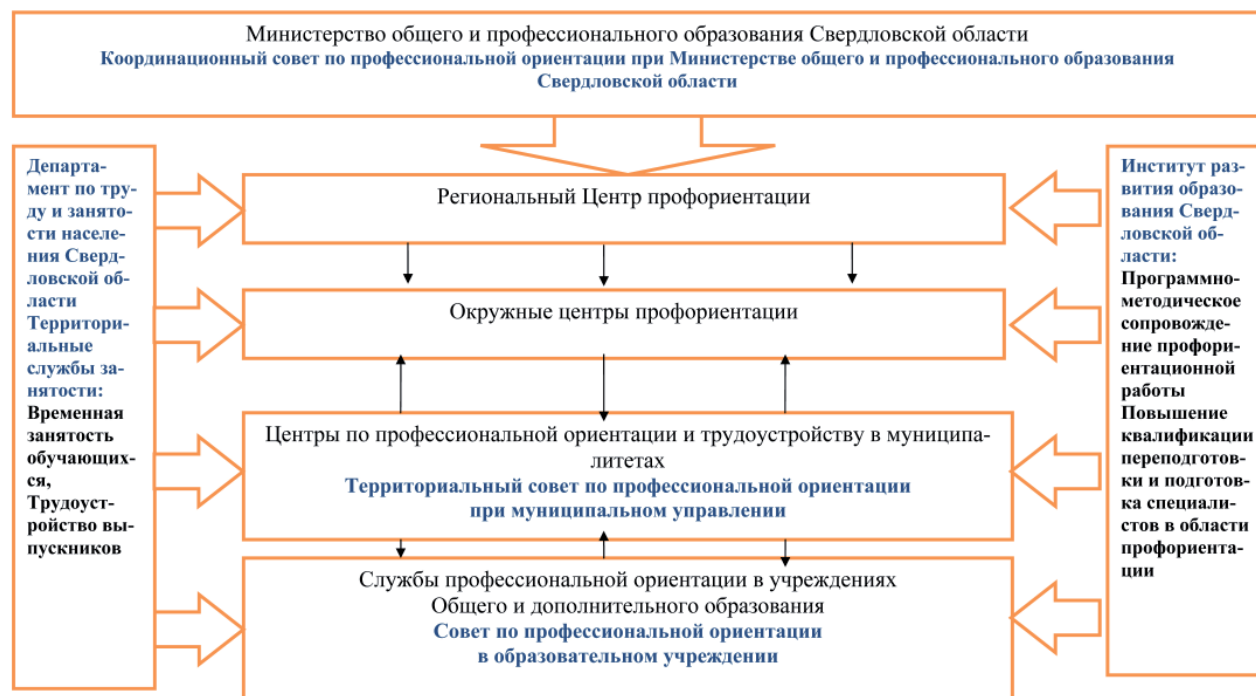 Министерство общего и профессионального образования Свердловской области
Координационный совет по профессиональной ориентации при Министерстве общего и профессионального образования
Свердловской области
Департа-
мент по тру-
ду и занято-
сти населе-
ния Сверд-
ловской об-
ласти
Территори-
альные
службы за-
нятости:
Временная
занятость
обучающих-
ся,
Трудоуст-
ройство вы-
пускников
Региональный Центр профориентации
Окружные центры профориентации
Центры по профессиональной ориентации и трудоустройству в муниципа-
литетах
Территориальный совет по профессиональной ориентации
при муниципальном управлении
Службы профессиональной ориентации в учреждениях
Общего и дополнительного образования
Совет по профессиональной ориентации
в образовательном учреждении
Институт раз-
вития образо-
вания Сверд-
ловской об-
ласти:
Программно-
методическое
сопровожде-
ние профори-
ентационной
работы
Повышение
квалификации
переподготов-
ки и подготов-
ка специали-
стов в области
профориента-
ции